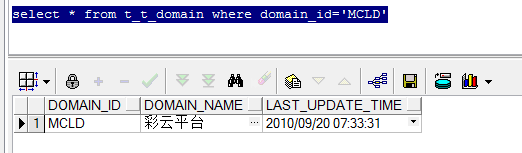 select * from t_t_domain where domain_id='MCLD'
DOMAIN_ID DOMAIN_NAME LAST_UPDATE_TIME
1 MCLD 彩云平台 ... 2010/09/20 07:33:31